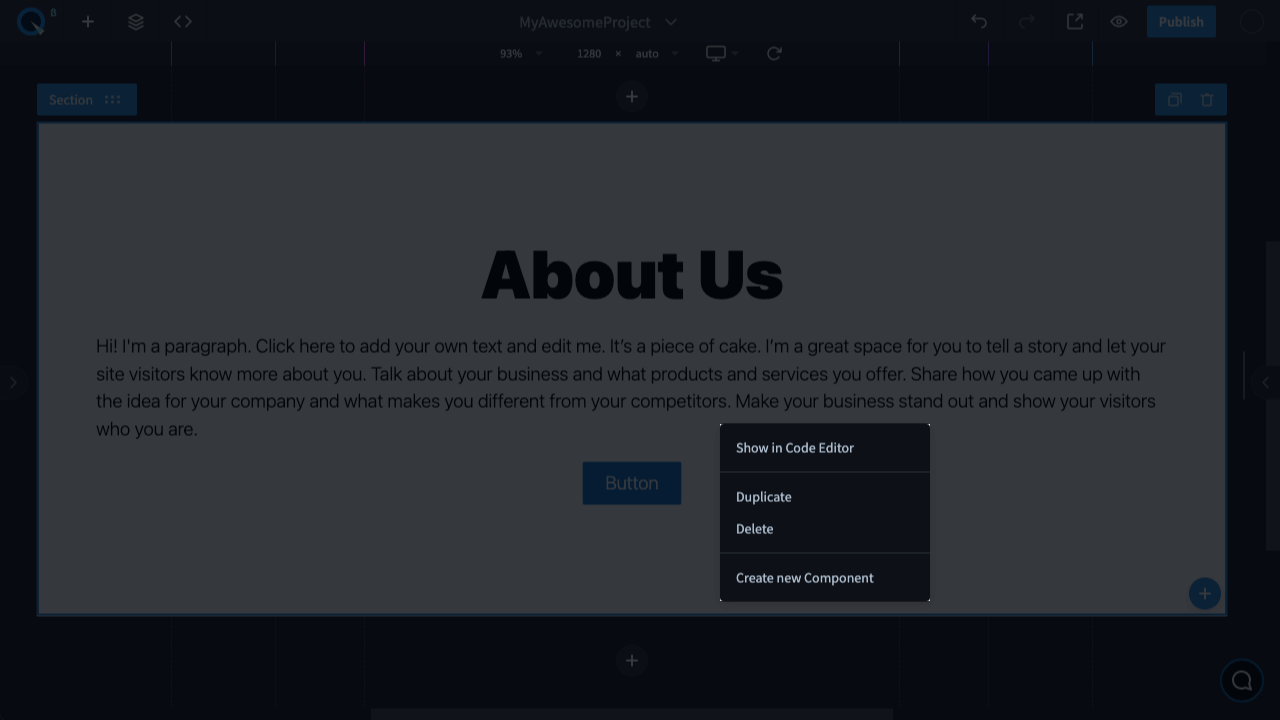 β
MyAwesomeProject
Publish
93%
1280 × auto
Section
About Us
Hi! I'm a paragraph. Click here to add your own text and edit me. It’s a piece of cake. I’m a great space for you to tell a story and let your
site visitors know more about you. Talk about your business and what products and services you offer. Share how you came up with
the idea for your company and what makes you different from your competitors. Make your business stand out and show your visitors
who you are.
Button
Show in Code Editor
Duplicate
Delete
Create new Component